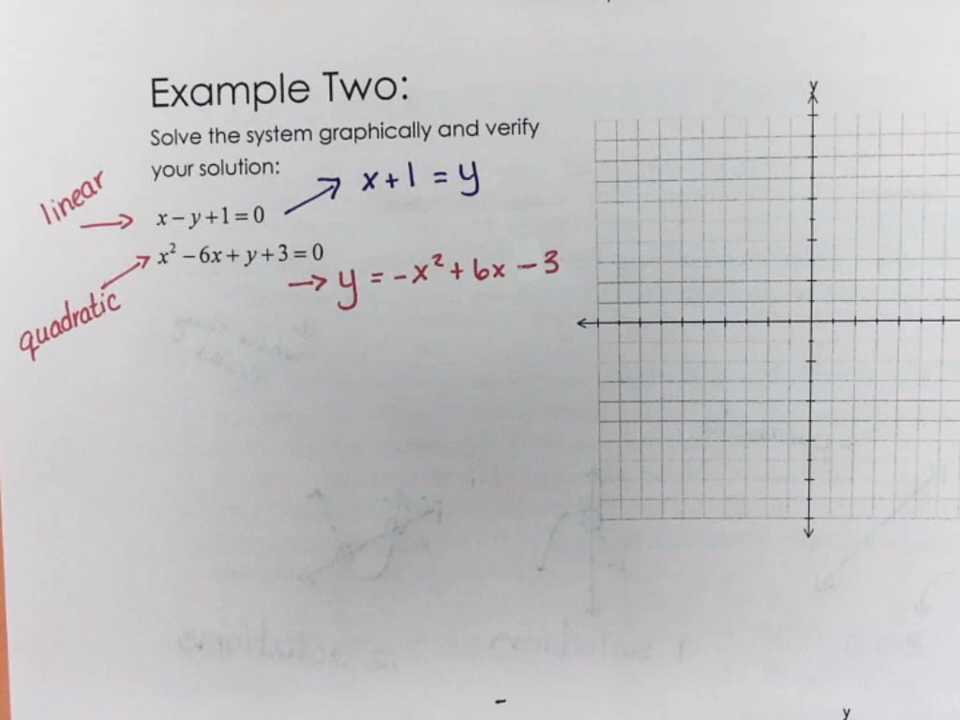 Example Two:
Solve the system graphically and verify
your solution:
x + 1 = y
linear
x − y + 1 = 0
x² − 6x + y + 3 = 0
y = -x² + 6x - 3
quadratic
y
y